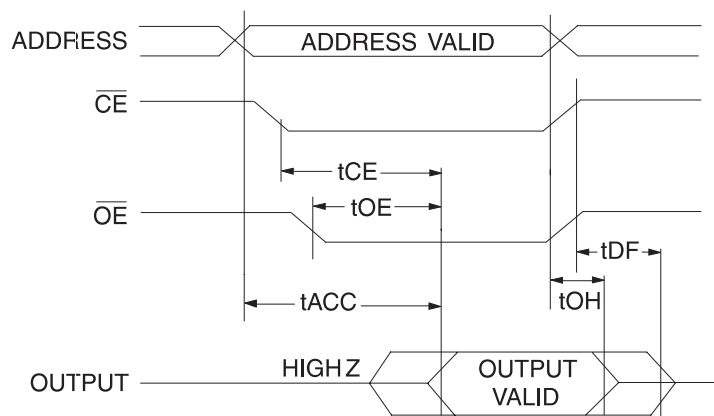 ADDRESS
ADDRESS VALID
CE
tCE
tOE
OE
tDF
tACC
tOH
HIGH Z
OUTPUT
OUTPUT
VALID